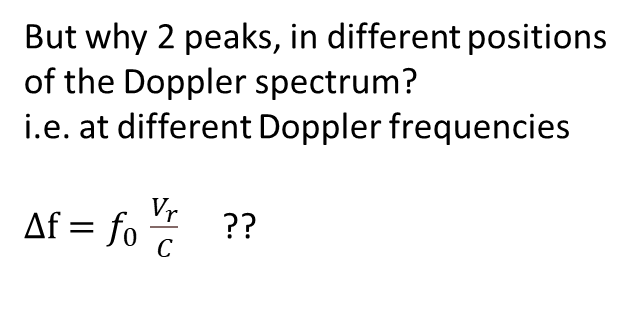 But why 2 peaks, in different positions
of the Doppler spectrum?
i.e. at different Doppler frequencies
Δf = f₀ Vᵣ/C ??